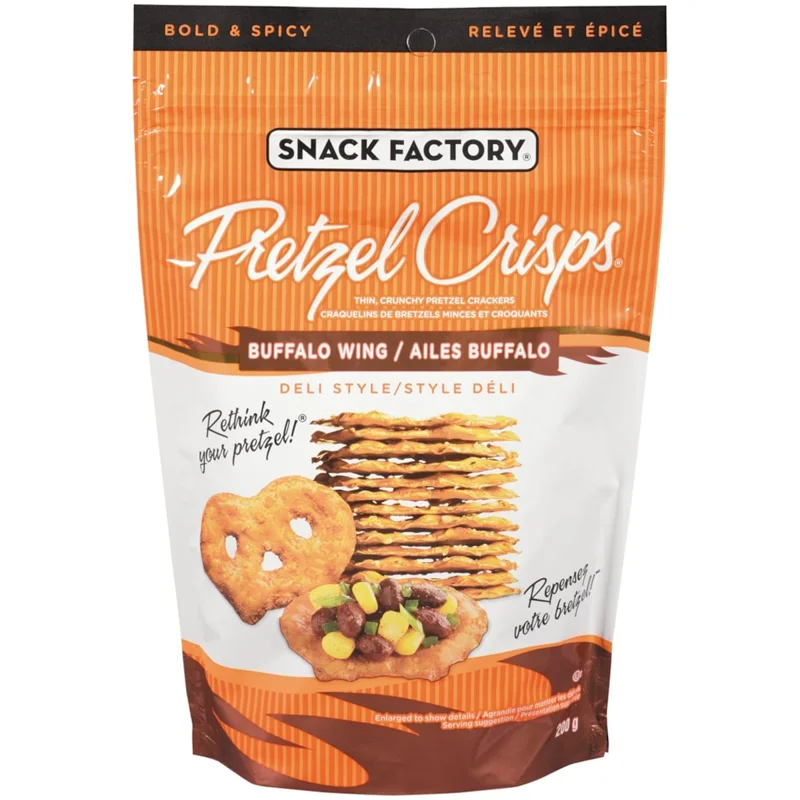 BOLD & SPICY
RELEVÉ ET ÉPICÉ
SNACK FACTORY®
Pretzel Crisps®
THIN, CRUNCHY PRETZEL CRACKERS
CRAQUELINS DE BRETZELS MINCES ET CROQUANTS
BUFFALO WING / AILES BUFFALO
DELI STYLE/STYLE DÉLI
Rethink
your pretzel!®
Repensez
votre bretzel!™
Enlarged to show details / Agrandie pour montrer les
Serving suggestion / Présentation
200 g